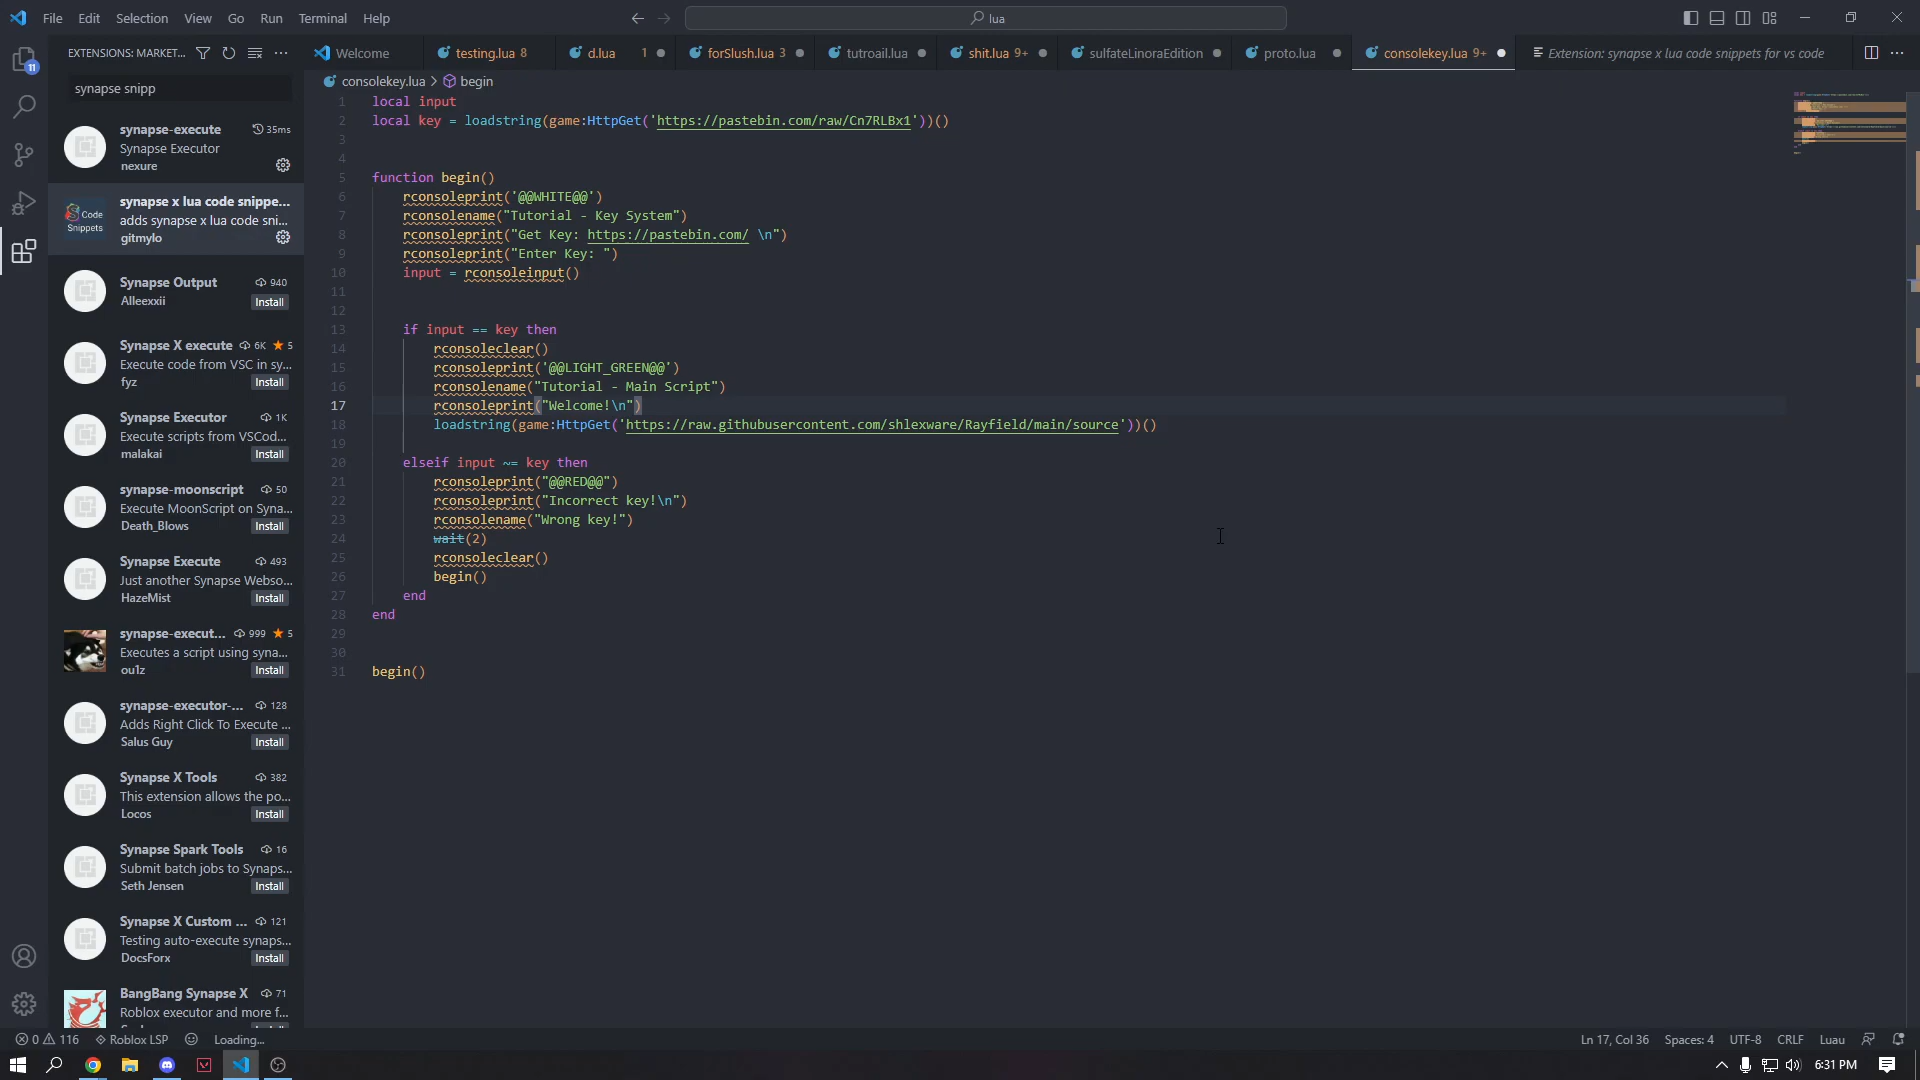 File Edit Selection View Go Run Terminal Help
lua
EXTENSIONS: MARKET...
Welcome
testing.lua 8
d.lua 1
forSlush.lua 3
tutroail.lua
shit.lua 9+
sulfateLinoraEdition
proto.lua
consolekey.lua 9+
Extension: synapse x lua code snippets for vs code
synapse snipp
synapse-execute 35ms
Synapse Executor
nexure
Code Snippets
synapse x lua code snippe...
adds synapse x lua code sni...
gitmylo
Synapse Output 940
Alleexxii Install
Synapse X execute 6K 5
Execute code from VSC in sy...
fyz Install
Synapse Executor 1K
Execute scripts from VSCod...
malakai Install
synapse-moonscript 50
Execute MoonScript on Syna...
Death_Blows Install
Synapse Execute 493
Just another Synapse Webso...
HazeMist Install
synapse-execut... 999 5
Executes a script using syna...
ou1z Install
synapse-executor-... 128
Adds Right Click To Execute ...
Salus Guy Install
Synapse X Tools 382
This extension allows the po...
Locos Install
Synapse Spark Tools 16
Submit batch jobs to Synaps...
Seth Jensen Install
Synapse X Custom ... 121
Testing auto-execute synaps...
DocsForx Install
BangBang Synapse X 71
Roblox executor and more f...
11
consolekey.lua > begin
1 local input
2 local key = loadstring(game:HttpGet('https://pastebin.com/raw/Cn7RLBx1'))()
3
4
5 function begin()
6 rconsoleprint('@@WHITE@@')
7 rconsolename("Tutorial - Key System")
8 rconsoleprint("Get Key: https://pastebin.com/ \n")
9 rconsoleprint("Enter Key: ")
10 input = rconsoleinput()
11
12
13 if input == key then
14 rconsoleclear()
15 rconsoleprint('@@LIGHT_GREEN@@')
16 rconsolename("Tutorial - Main Script")
17 rconsoleprint("Welcome!\n")
18 loadstring(game:HttpGet('https://raw.githubusercontent.com/shlexware/Rayfield/main/source'))()
19
20 elseif input ~= key then
21 rconsoleprint("@@RED@@")
22 rconsoleprint("Incorrect key!\n")
23 rconsolename("Wrong key!")
24 wait(2)
25 rconsoleclear()
26 begin()
27 end
28 end
29
30
31 begin()
0 116 Roblox LSP Loading...
Ln 17, Col 36 Spaces: 4 UTF-8 CRLF Luau
6:31 PM